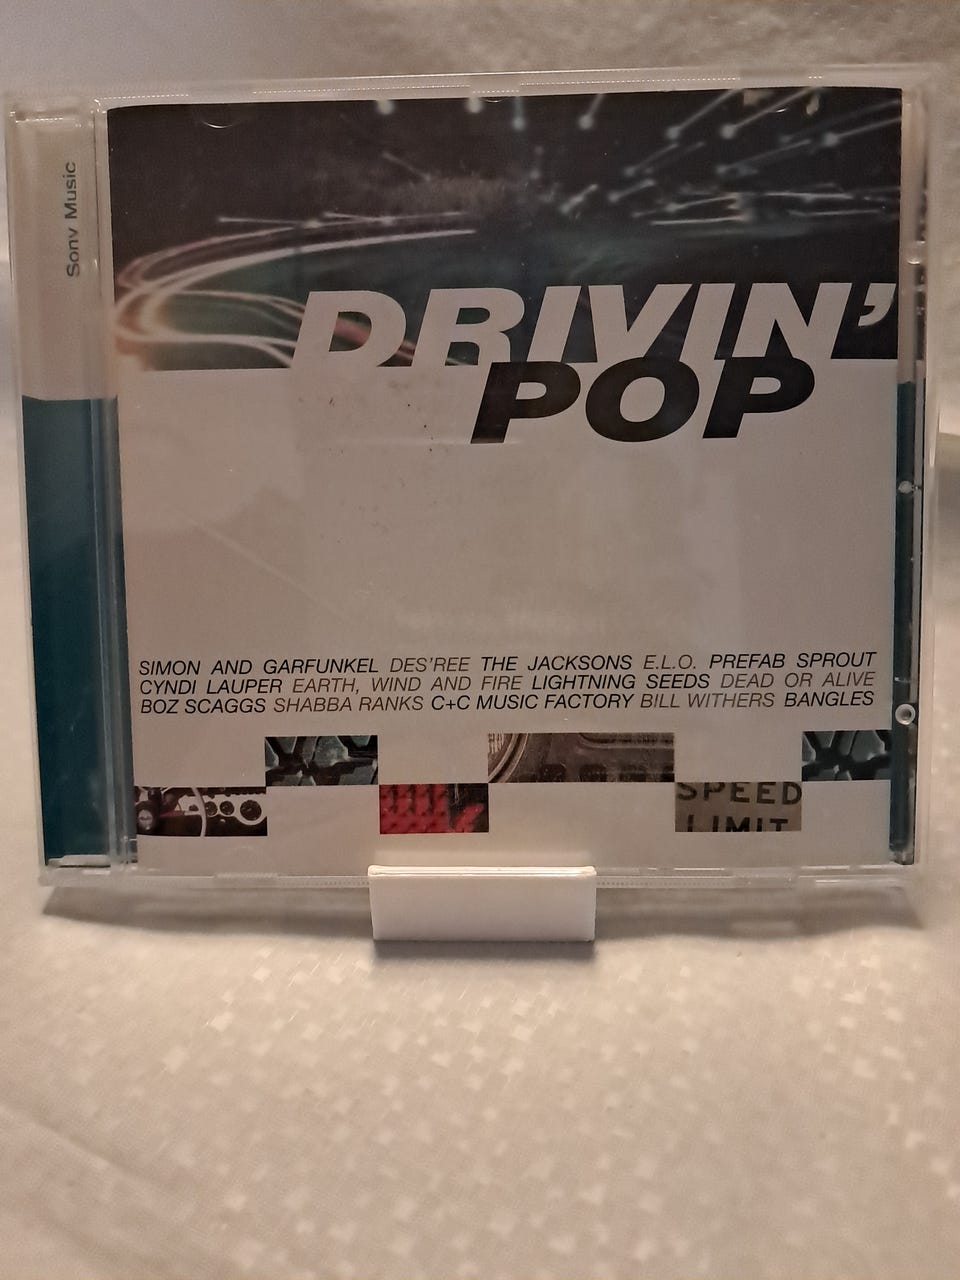 Sony Music
DRIVIN'
POP
SIMON AND GARFUNKEL DES'REE THE JACKSONS E.L.O. PREFAB SPROUT
CYNDI LAUPER EARTH, WIND AND FIRE LIGHTNING SEEDS DEAD OR ALIVE
BOZ SCAGGS SHABBA RANKS C+C MUSIC FACTORY BILL WITHERS BANGLES
SPEED
LIMIT